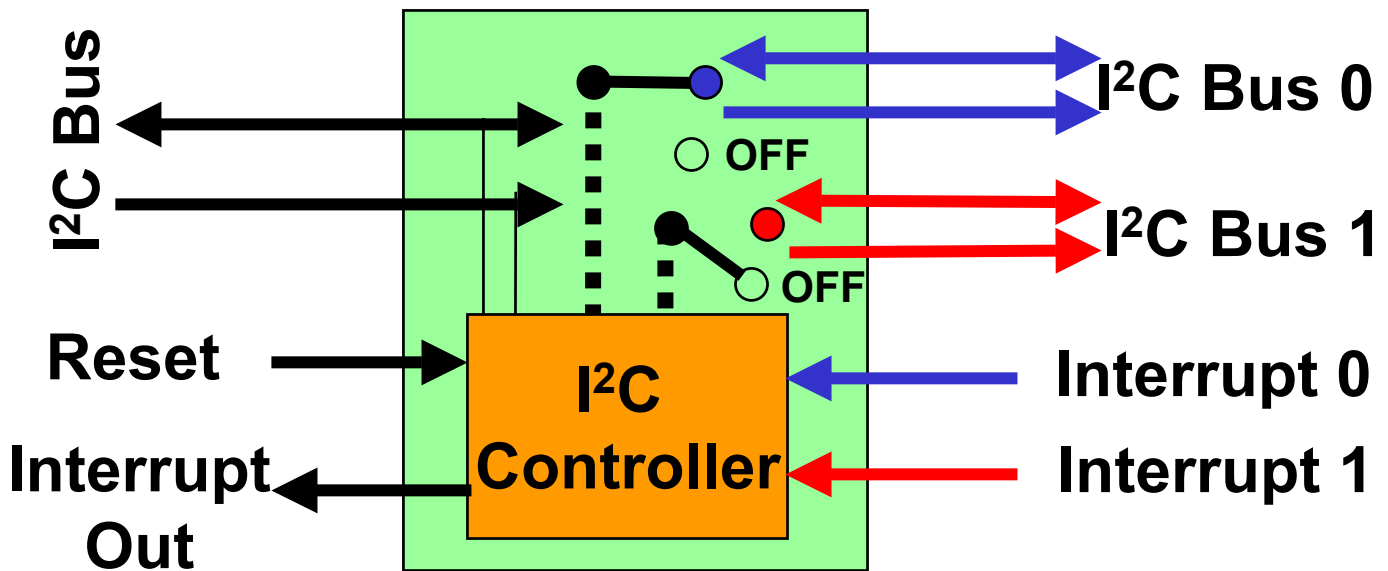 I²C Bus
I²C Bus 0
OFF
I²C Bus 1
OFF
Reset
I²C
Controller
Interrupt 0
Interrupt
Out
Interrupt 1